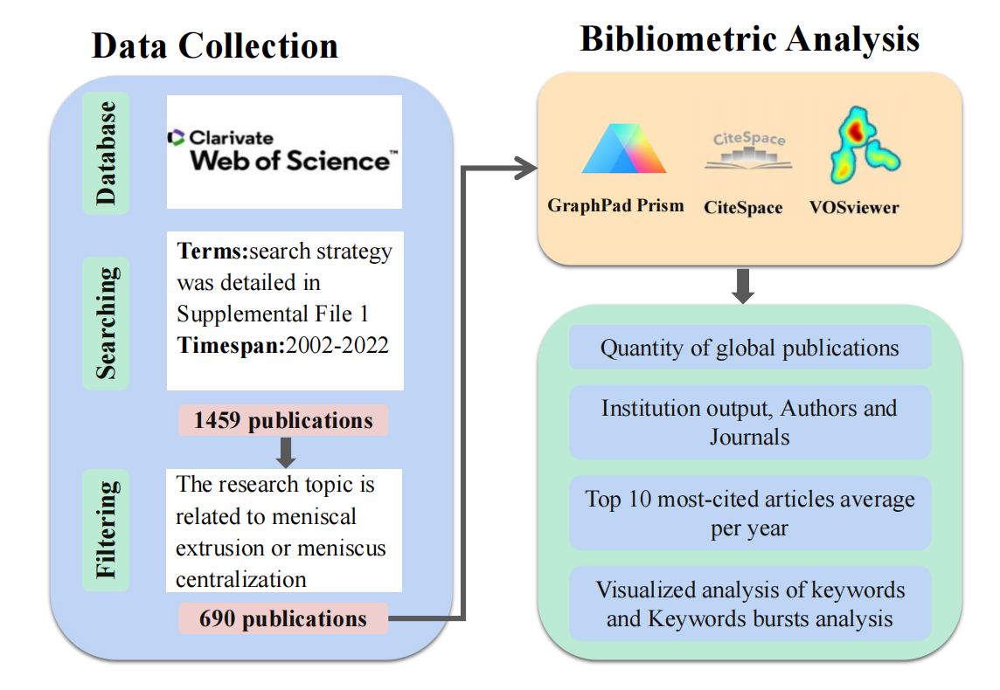 Data Collection
Database
Clarivate
Web of Science™
Searching
Terms:search strategy
was detailed in
Supplemental File 1
Timespan:2002-2022
1459 publications
Filtering
The research topic is
related to meniscal
extrusion or meniscus
centralization
690 publications
Bibliometric Analysis
CiteSpace
GraphPad Prism
CiteSpace
VOSviewer
Quantity of global publications
Institution output, Authors and
Journals
Top 10 most-cited articles average
per year
Visualized analysis of keywords
and Keywords bursts analysis